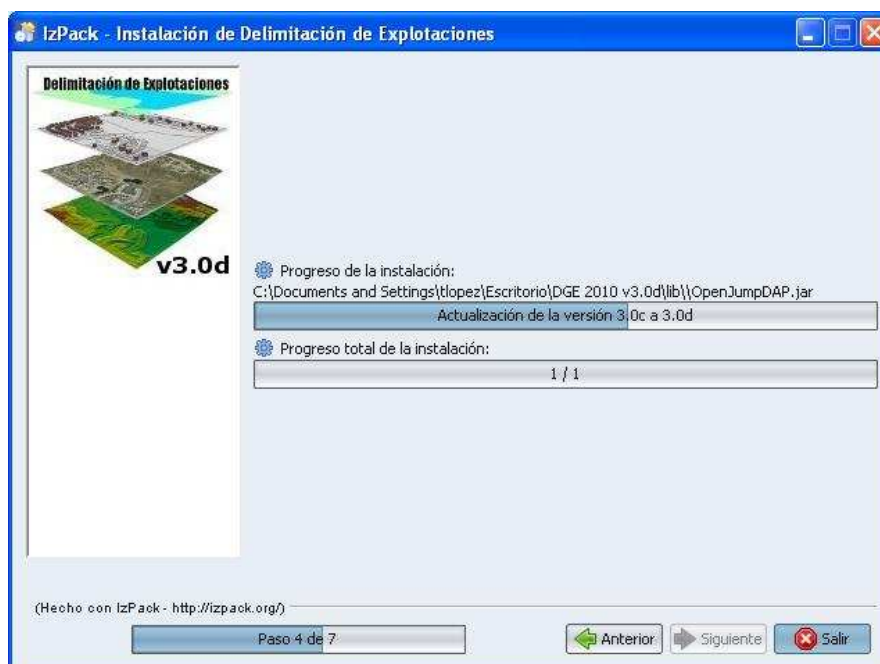 IzPack - Instalación de Delimitación de Explotaciones
Delimitación de Explotaciones
v3.0d
Progreso de la instalación:
C:\Documents and Settings\tlopez\Escritorio\DGE 2010 v3.0d\lib\\OpenJumpDAP.jar
Actualización de la versión 3.0c a 3.0d
Progreso total de la instalación:
1 / 1
(Hecho con IzPack - http://izpack.org/)
Paso 4 de 7
Anterior
Siguiente
Salir